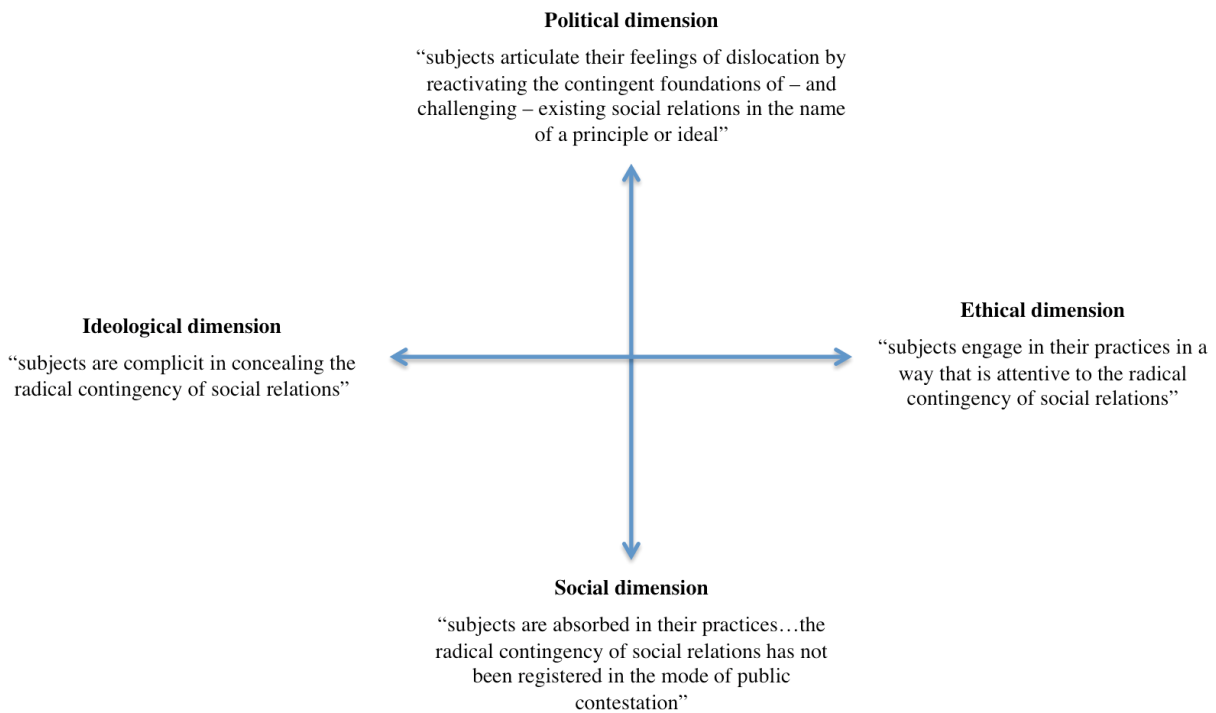 Political dimension
“subjects articulate their feelings of dislocation by
reactivating the contingent foundations of – and
challenging – existing social relations in the name
of a principle or ideal”
Ideological dimension
“subjects are complicit in concealing the
radical contingency of social relations”
Ethical dimension
“subjects engage in their practices in a
way that is attentive to the radical
contingency of social relations”
Social dimension
“subjects are absorbed in their practices…the
radical contingency of social relations has not
been registered in the mode of public
contestation”